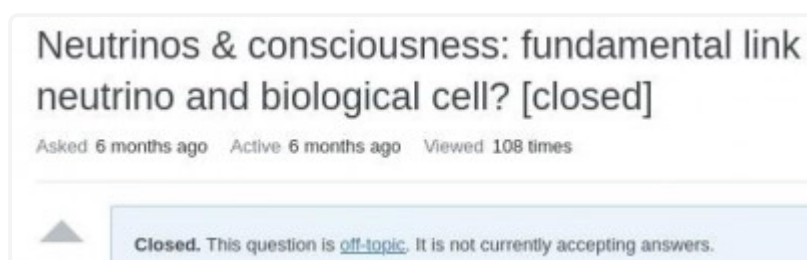 Neutrinos & consciousness: fundamental link
neutrino and biological cell? [closed]
Asked 6 months ago Active 6 months ago Viewed 108 times
Closed. This question is off-topic. It is not currently accepting answers.